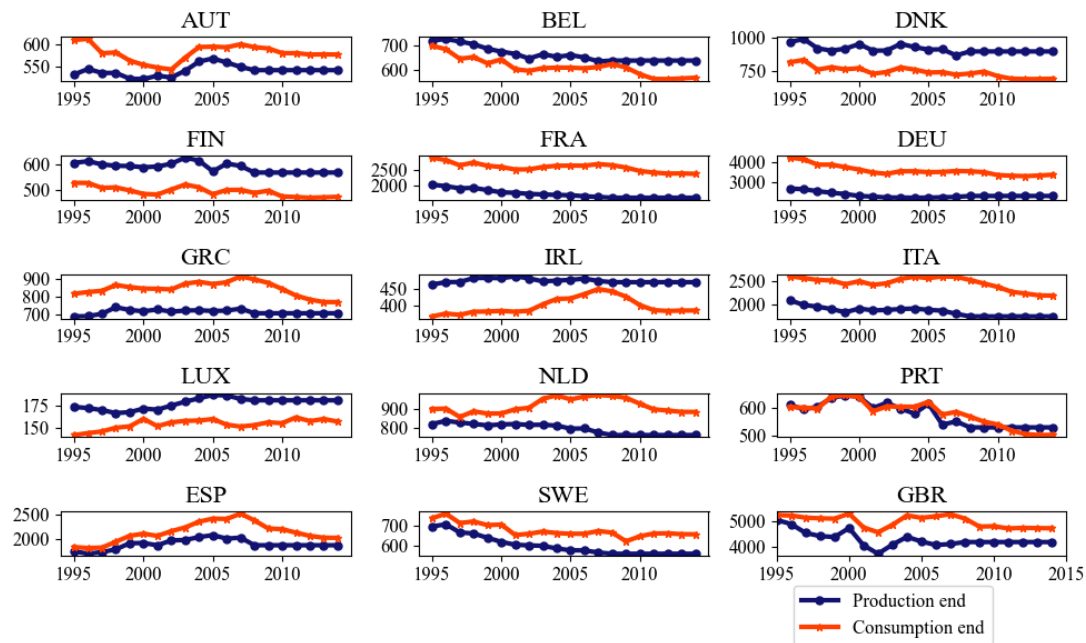 AUT BEL DNK
600 700 1000
550 600 750
1995 2000 2005 2010 1995 2000 2005 2010 1995 2000 2005 2010
FIN FRA DEU
600 2500 4000
500 2000 3000
1995 2000 2005 2010 1995 2000 2005 2010 1995 2000 2005 2010
GRC IRL ITA
900 450 2500
800 400 2000
700
1995 2000 2005 2010 1995 2000 2005 2010 1995 2000 2005 2010
LUX NLD PRT
175 900 600
150 800 500
1995 2000 2005 2010 1995 2000 2005 2010 1995 2000 2005 2010
ESP SWE GBR
2500 700 5000
2000 600 4000
1995 2000 2005 2010 1995 2000 2005 2010 1995 2000 2005 2010 2015
Production end
Consumption end